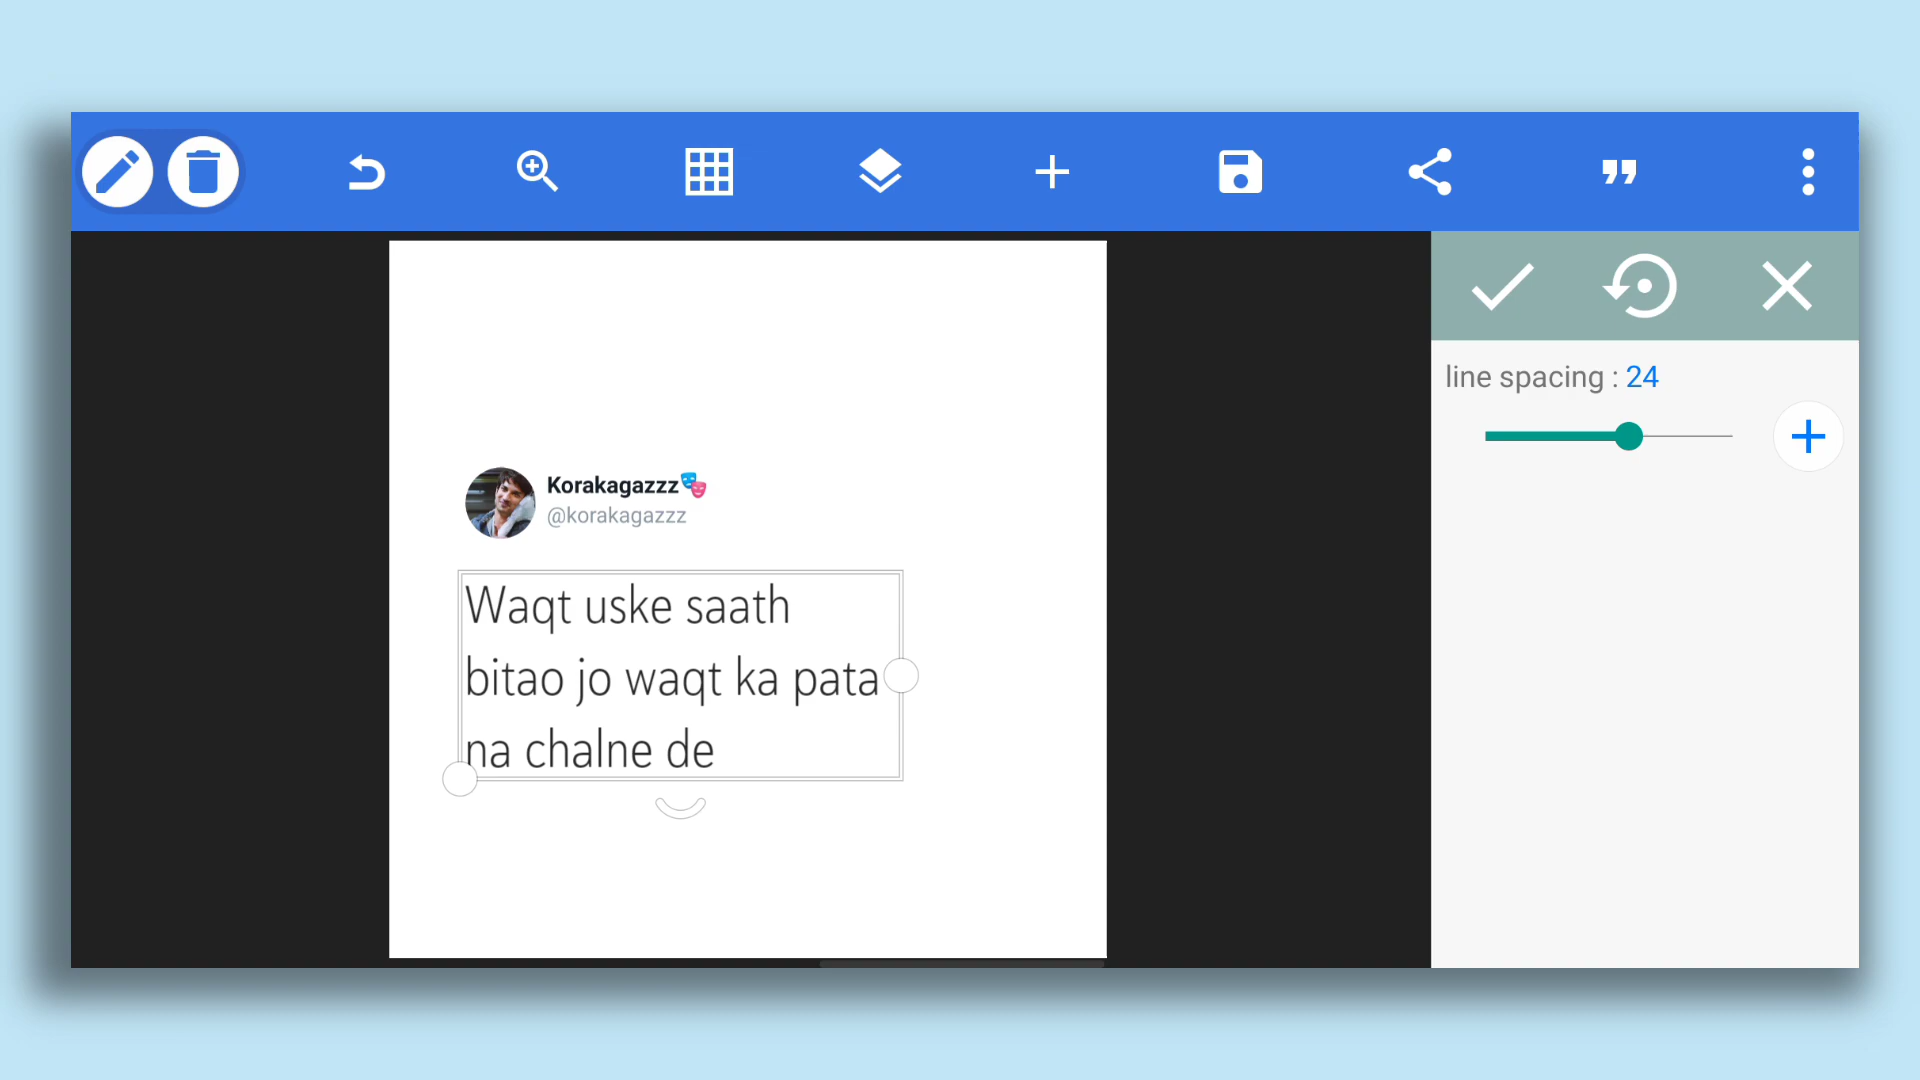 line spacing : 24
Korakagazzz🎭
@korakagazzz
Waqt uske saath
bitao jo waqt ka pata
na chalne de